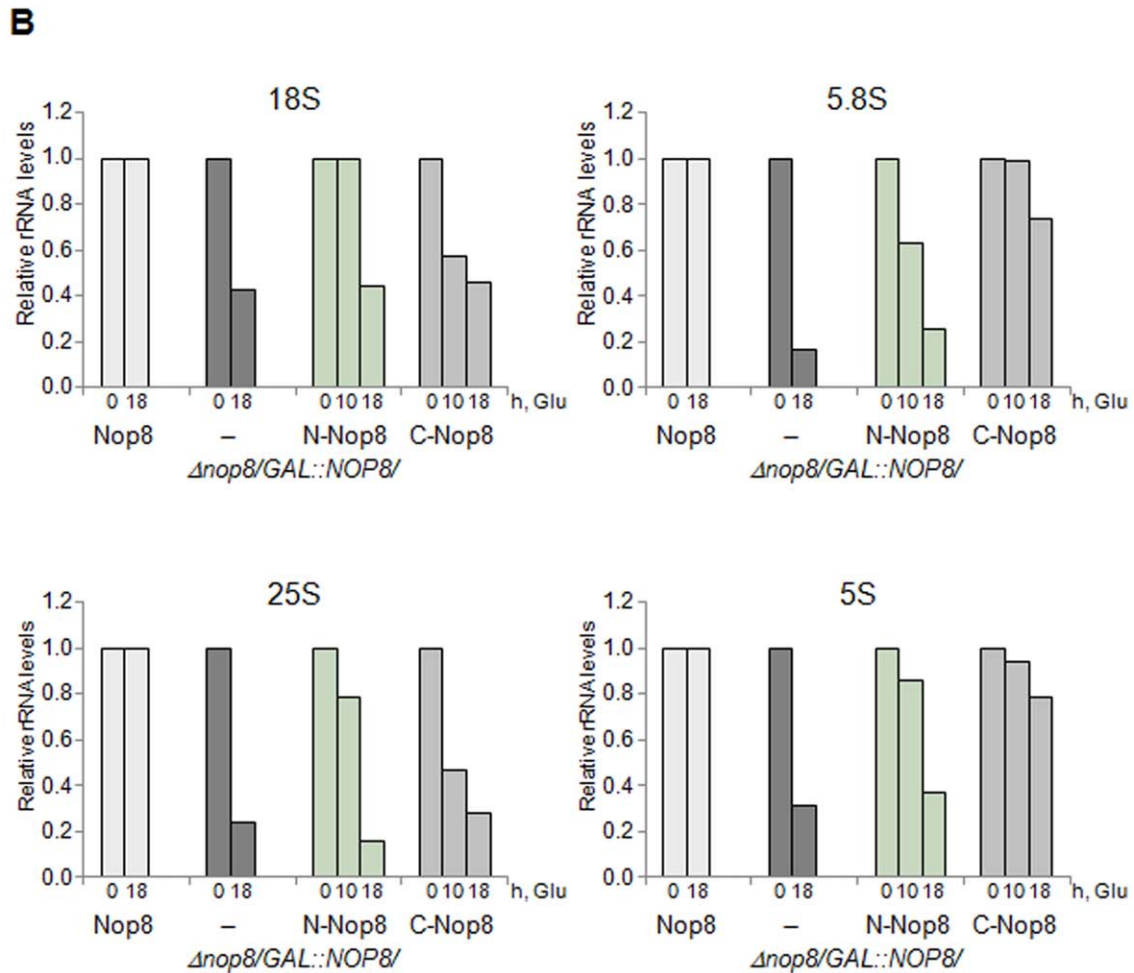 B
18S
Relative rRNA levels
1.2
1.0
0.8
0.6
0.4
0.2
0.0
0 18 0 18 0 10 18 0 10 18 h, Glu
Nop8 – N-Nop8 C-Nop8
Δnop8/GAL::NOP8/
5.8S
Relative rRNA levels
1.2
1.0
0.8
0.6
0.4
0.2
0.0
0 18 0 18 0 10 18 0 10 18 h, Glu
Nop8 – N-Nop8 C-Nop8
Δnop8/GAL::NOP8/
25S
Relative rRNA levels
1.2
1.0
0.8
0.6
0.4
0.2
0.0
0 18 0 18 0 10 18 0 10 18 h, Glu
Nop8 – N-Nop8 C-Nop8
Δnop8/GAL::NOP8/
5S
Relative rRNA levels
1.2
1.0
0.8
0.6
0.4
0.2
0.0
0 18 0 18 0 10 18 0 10 18 h, Glu
Nop8 – N-Nop8 C-Nop8
Δnop8/GAL::NOP8/